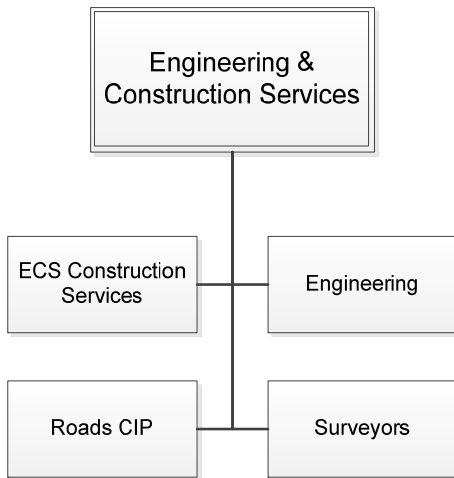 Engineering &
Construction Services
ECS Construction
Services
Engineering
Roads CIP
Surveyors